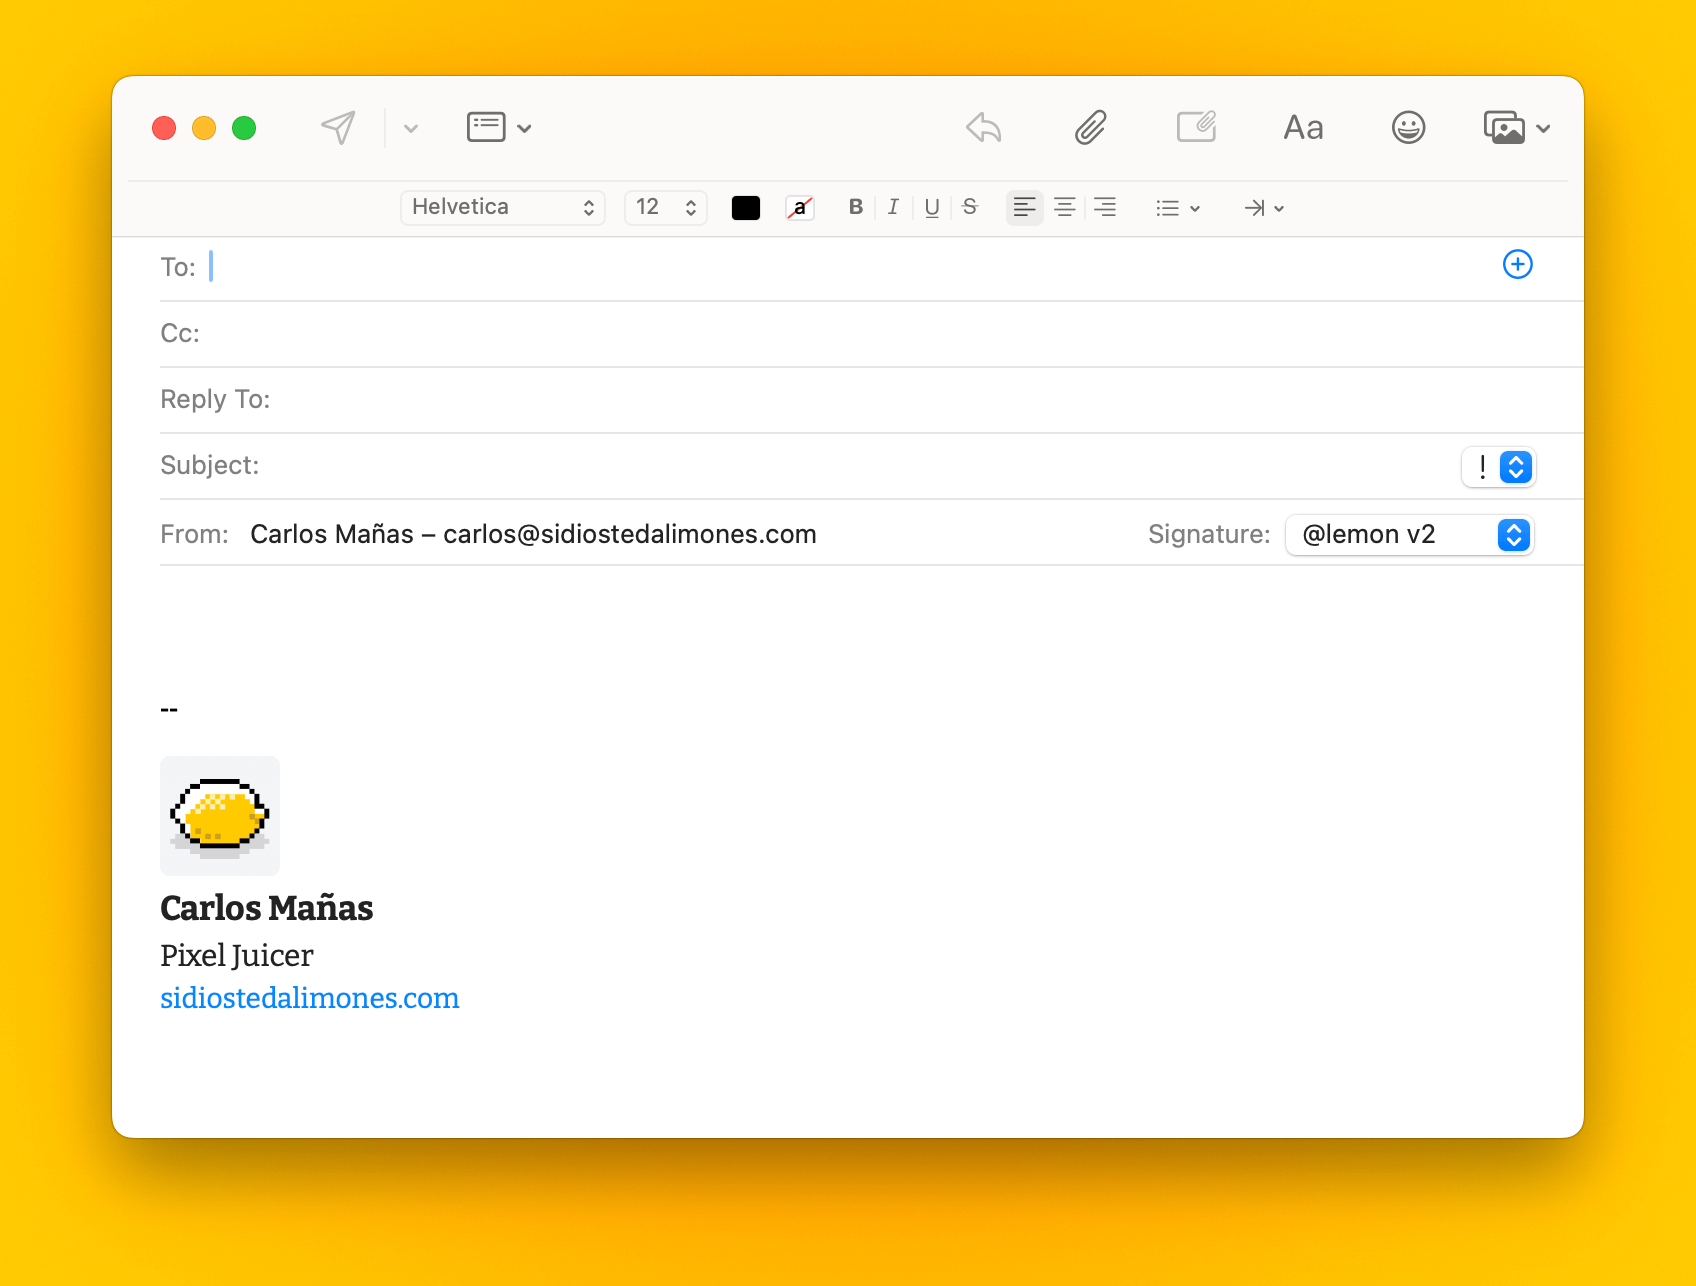 Aa
Helvetica 12 a B I U S
To:
Cc:
Reply To:
Subject: !
From: Carlos Mañas – carlos@sidiostedalimones.com Signature: @lemon v2
--
Carlos Mañas
Pixel Juicer
sidiostedalimones.com